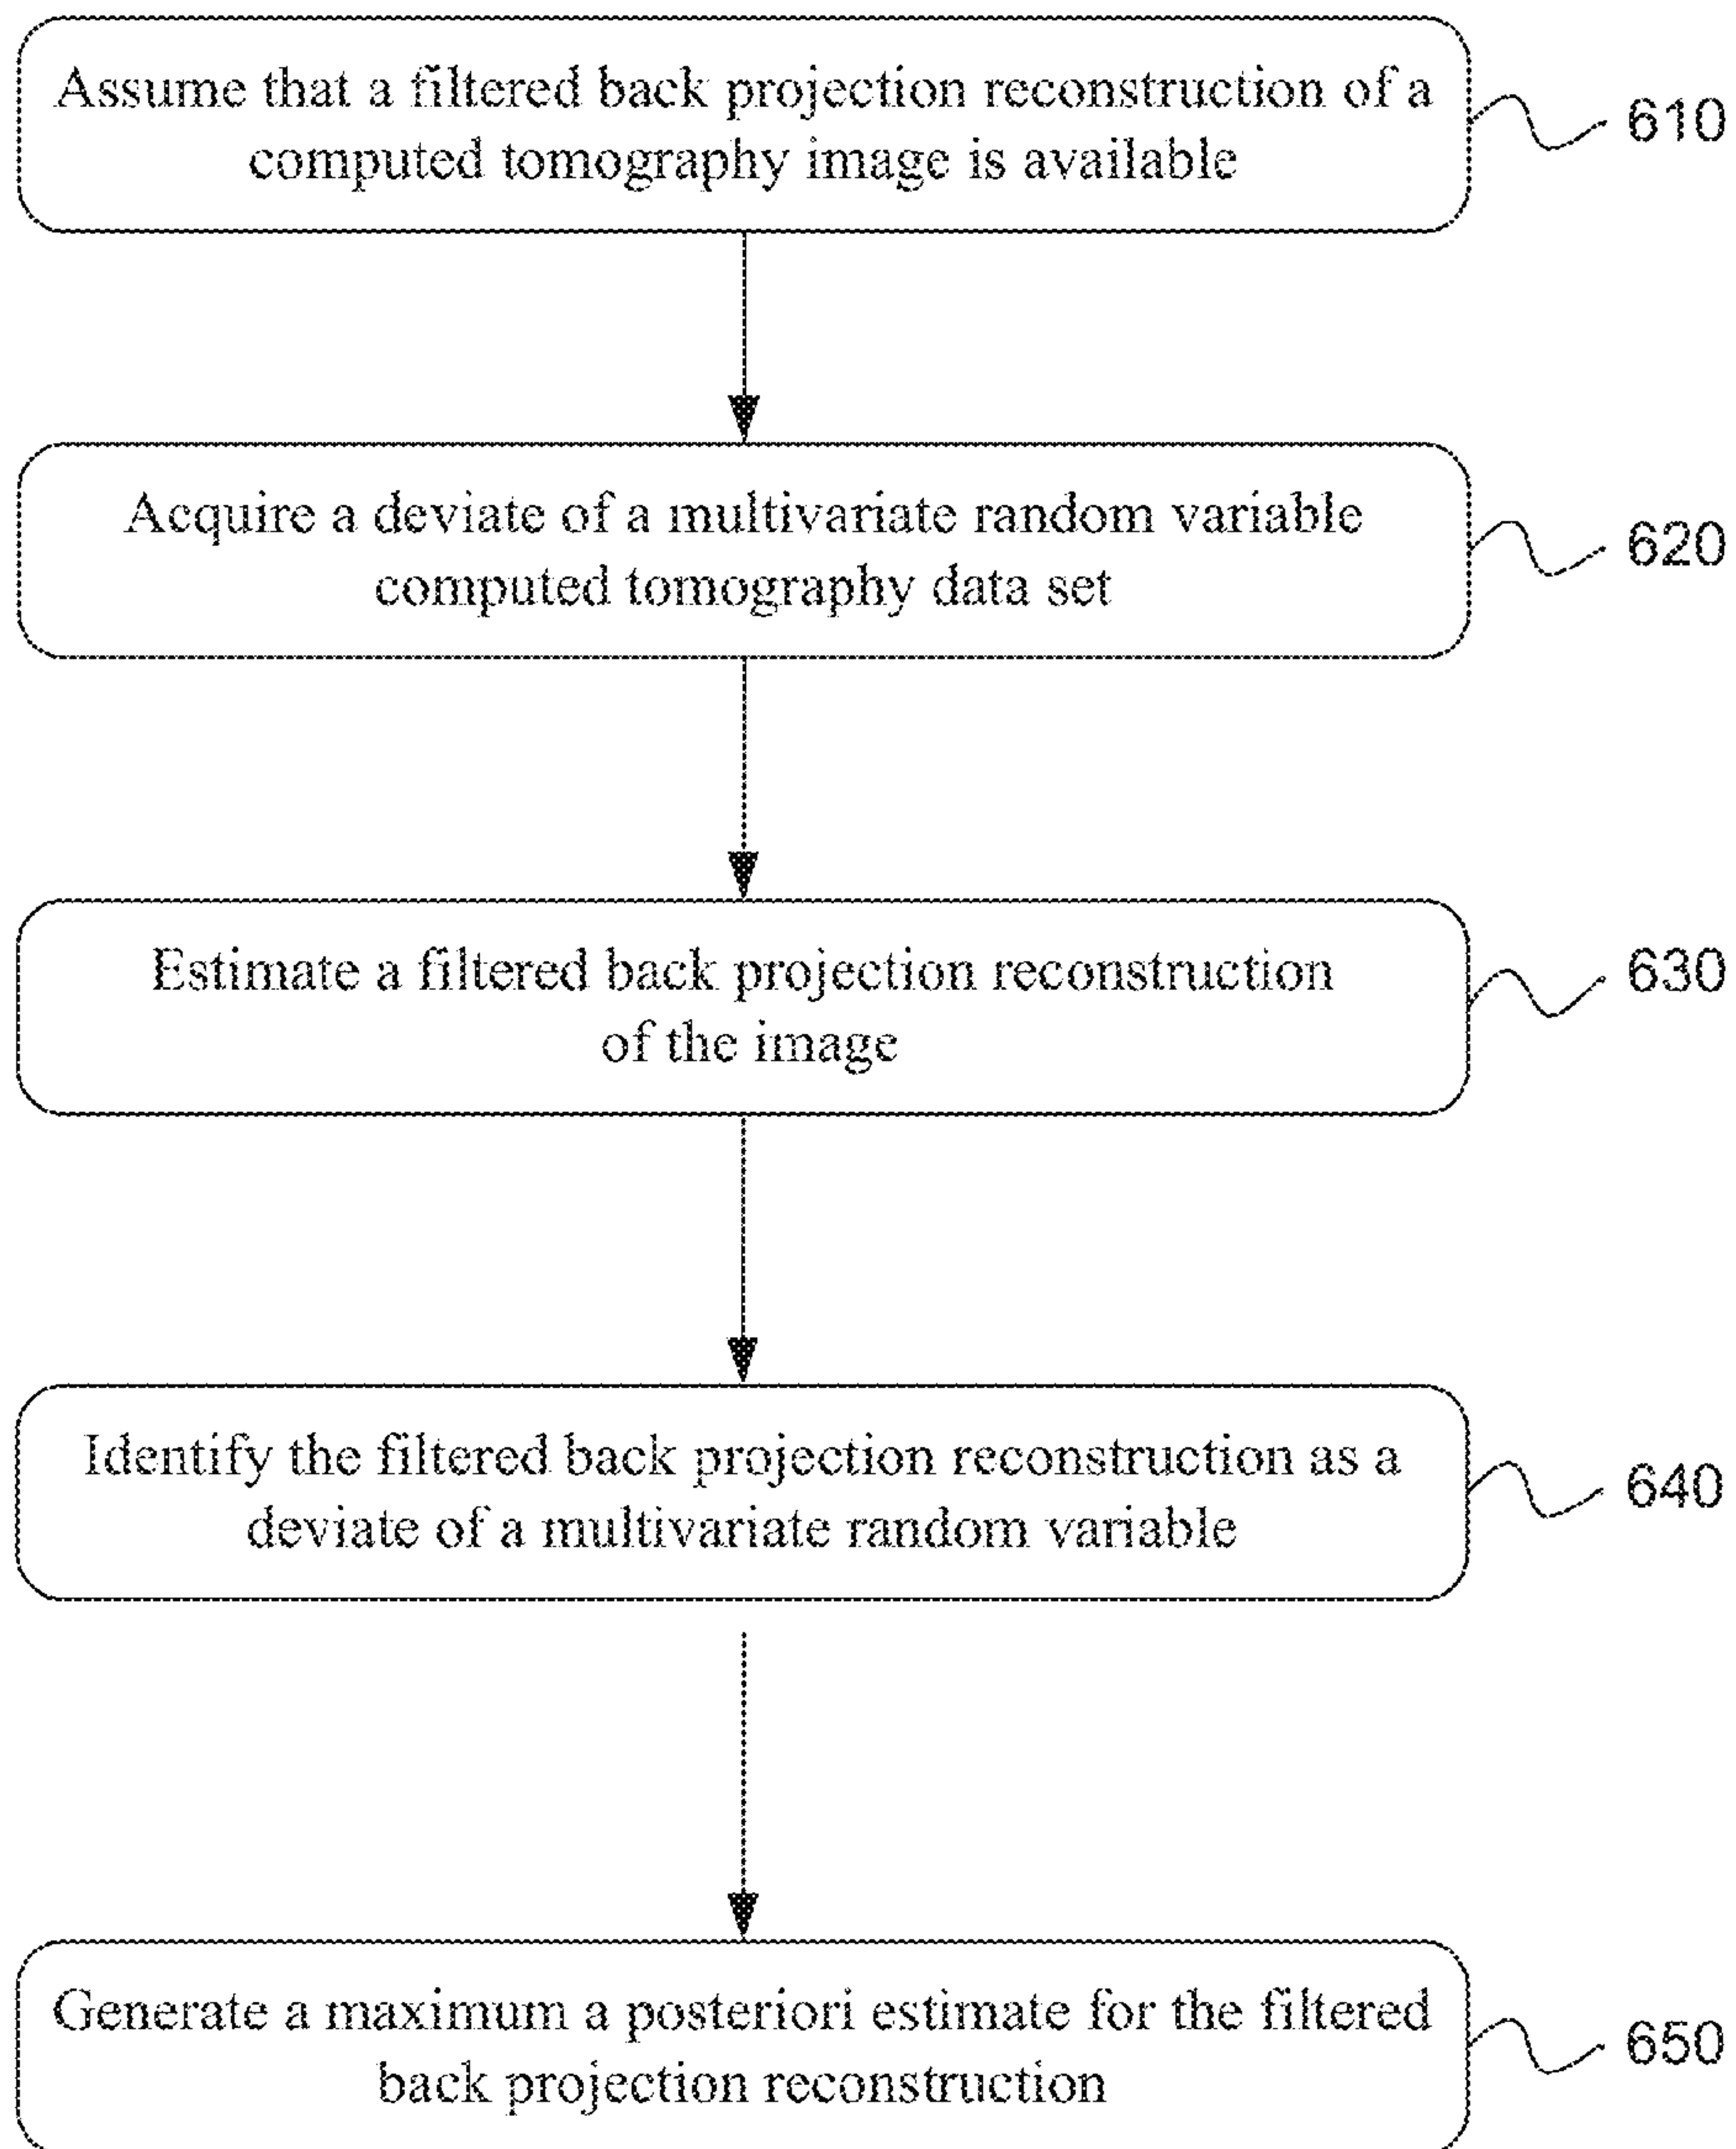 Assume that a filtered back projection reconstruction of a
computed tomography image is available
610
Acquire a deviate of a multivariate random variable
computed tomography data set
620
Estimate a filtered back projection reconstruction
of the image
630
Identify the filtered back projection reconstruction as a
deviate of a multivariate random variable
640
Generate a maximum a posteriori estimate for the filtered
back projection reconstruction
650